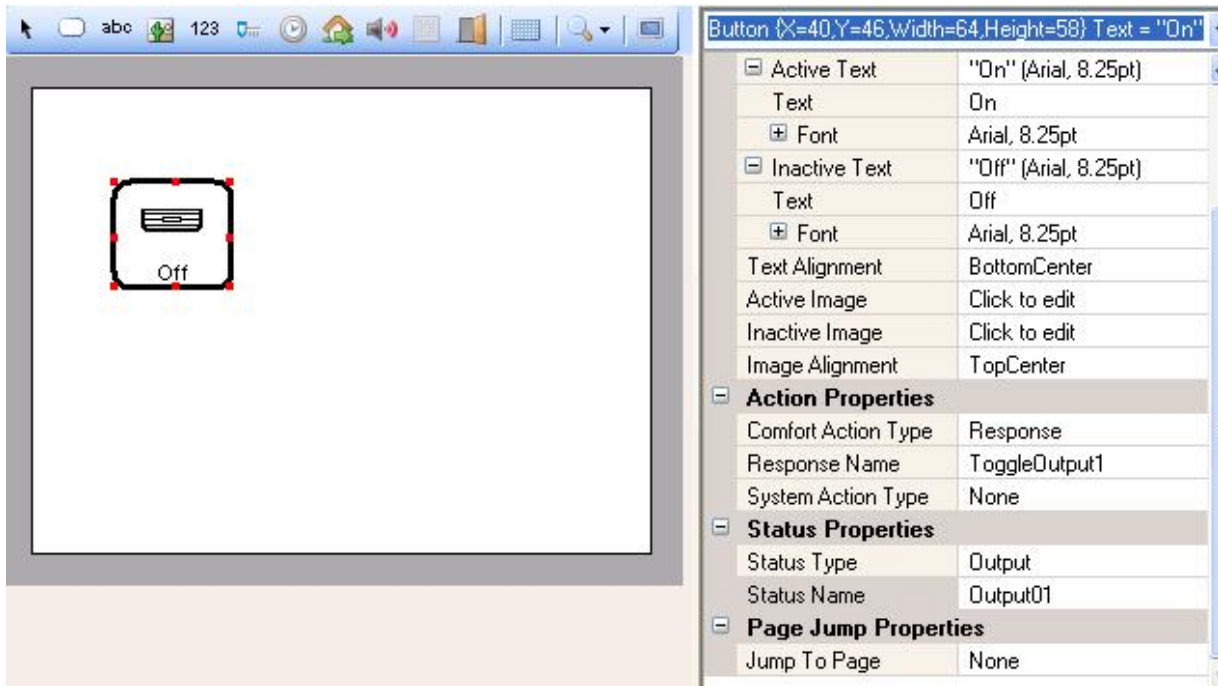 abc
123
Button {X=40,Y=46,Width=64,Height=58} Text = "On"
Off
Active Text "On" (Arial, 8.25pt)
Text On
Font Arial, 8.25pt
Inactive Text "Off" (Arial, 8.25pt)
Text Off
Font Arial, 8.25pt
Text Alignment BottomCenter
Active Image Click to edit
Inactive Image Click to edit
Image Alignment TopCenter
Action Properties
Comfort Action Type Response
Response Name ToggleOutput1
System Action Type None
Status Properties
Status Type Output
Status Name Output01
Page Jump Properties
Jump To Page None